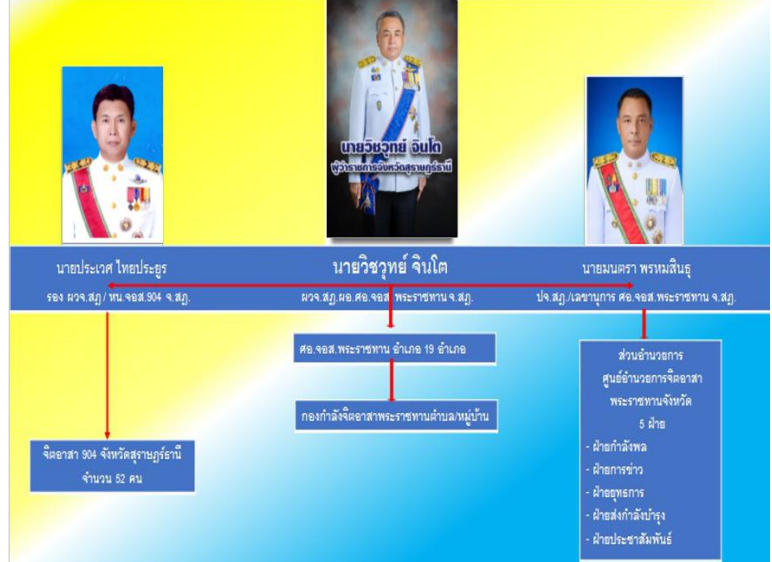 นายวิชวุทย์ จินโต
ผู้ว่าราชการจังหวัดสุราษฎร์ธานี
นายประเวศ ไทยประยูร
รอง ผวจ.สฎ/ หน.จอส.904 จ.สฎ.
นายวิชวุทย์ จินโต
ผวจ.สฎ.ผอ.ศอ.จอส.พระราชทาน จ.สฎ.
นายมนตรา พรหมสินธุ
ปจ.สฎ./เลขานุการ ศอ.จอส.พระราชทาน จ.สฎ.
ศอ.จอส.พระราชทาน อำเภอ 19 อำเภอ
กองกำลังจิตอาสาพระราชทานตำบล/หมู่บ้าน
จิตอาสา 904 จังหวัดสุราษฎร์ธานี
จำนวน 52 คน
ส่วนอำนวยการ
ศูนย์อำนวยการจิตอาสา
พระราชทานจังหวัด
5 ฝ่าย
- ฝ่ายกำลังพล
- ฝ่ายการข่าว
- ฝ่ายยุทธการ
- ฝ่ายส่งกำลังบำรุง
- ฝ่ายประชาสัมพันธ์